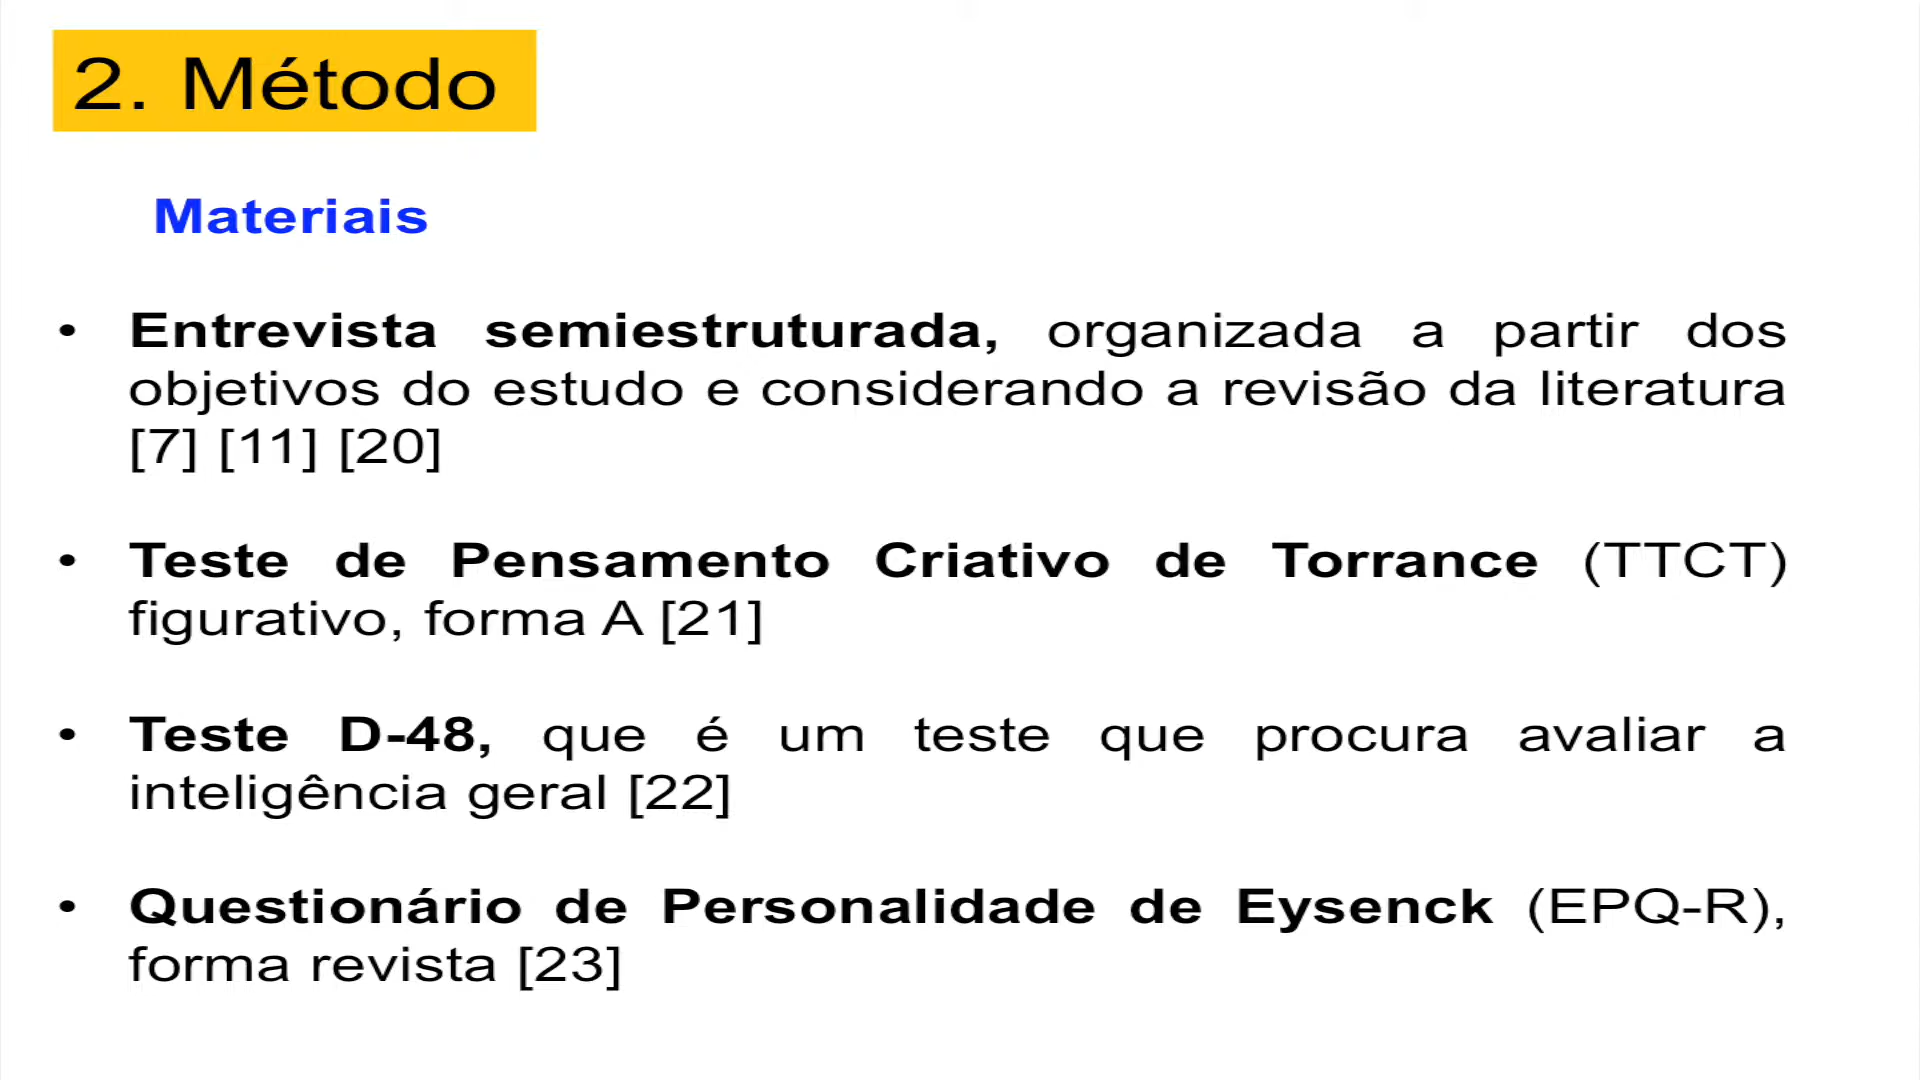 2. Método
Materiais
• Entrevista semiestruturada, organizada a partir dos
objetivos do estudo e considerando a revisão da literatura
[7] [11] [20]
• Teste de Pensamento Criativo de Torrance (TTCT)
figurativo, forma A [21]
• Teste D-48, que é um teste que procura avaliar a
inteligência geral [22]
• Questionário de Personalidade de Eysenck (EPQ-R),
forma revista [23]